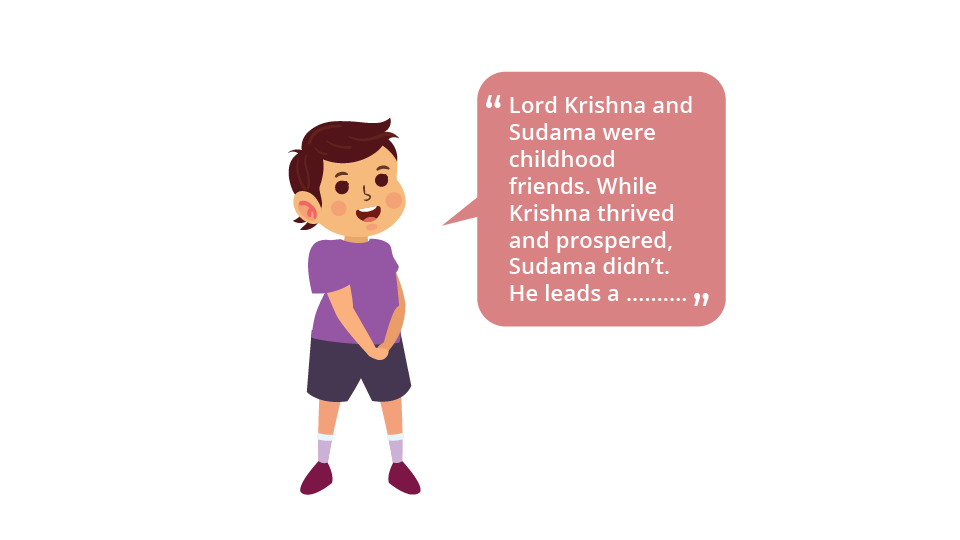 “ Lord Krishna and
Sudama were
childhood
friends. While
Krishna thrived
and prospered,
Sudama didn’t.
He leads a .......... ”